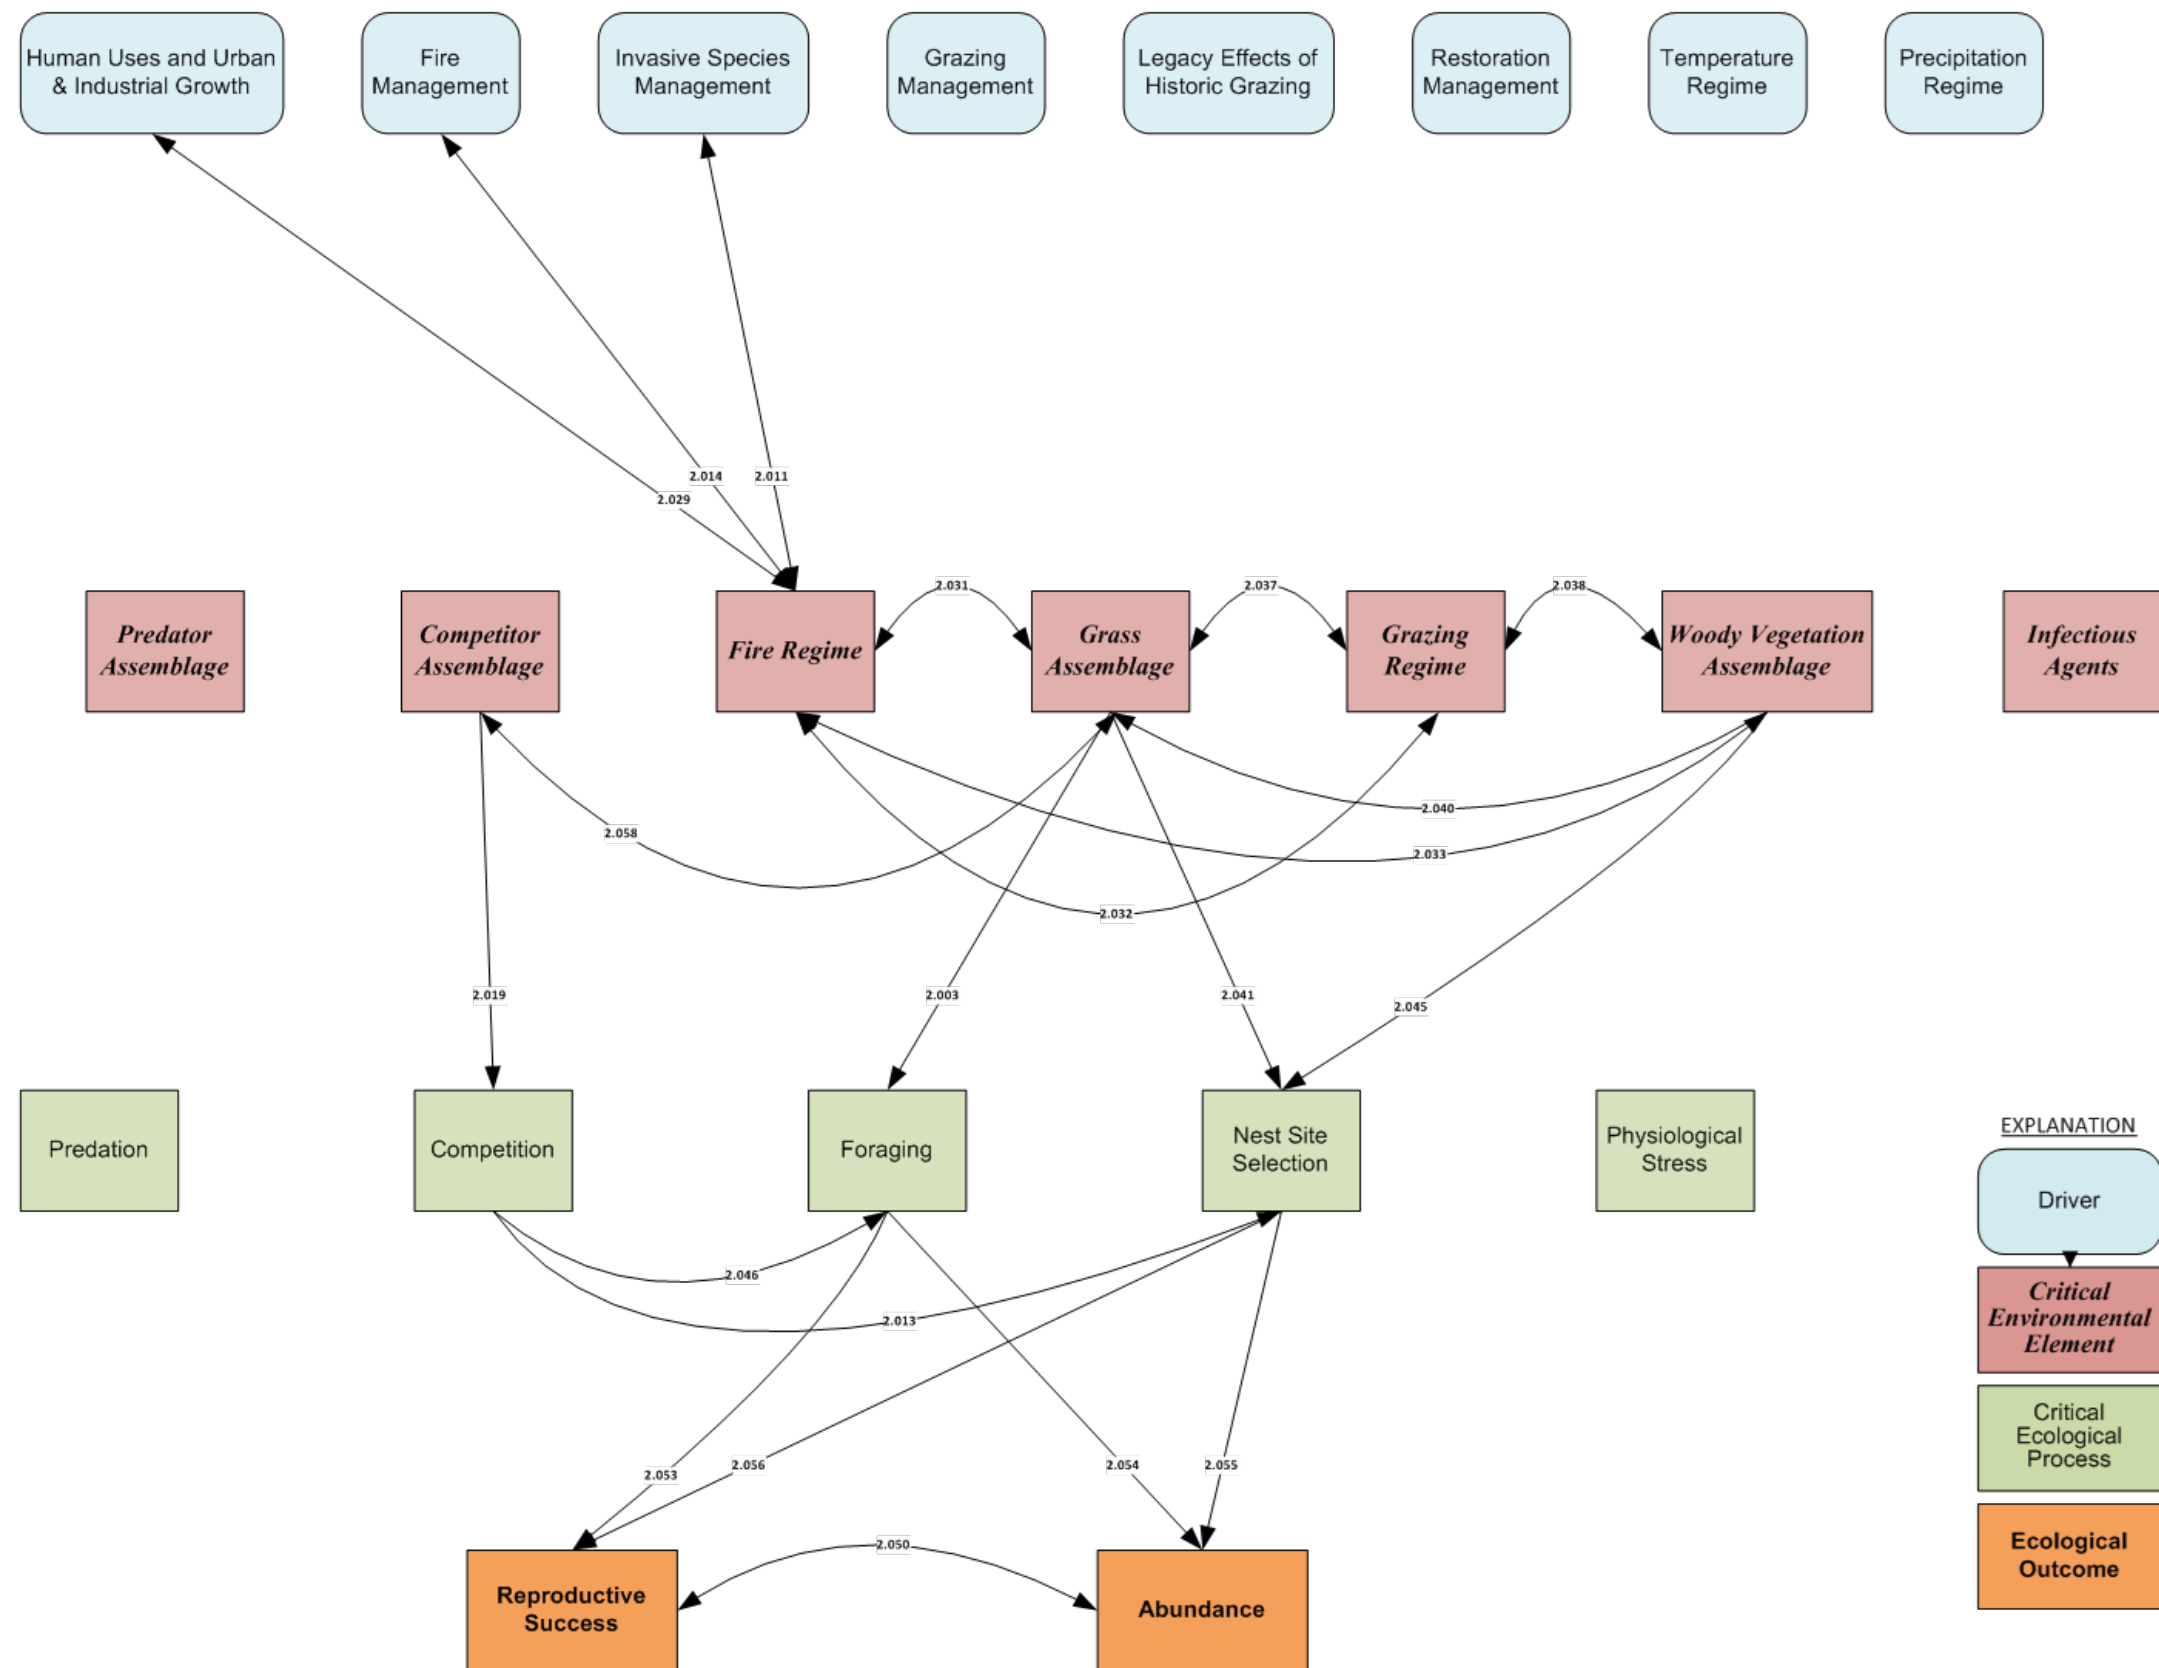 Human Uses and Urban
& Industrial Growth
Fire
Management
Invasive Species
Management
Grazing
Management
Legacy Effects of
Historic Grazing
Restoration
Management
Temperature
Regime
Precipitation
Regime
2.014
2.011
2.029
2.031
2.037
2.038
Predator
Assemblage
Competitor
Assemblage
Fire Regime
Grass
Assemblage
Grazing
Regime
Woody Vegetation
Assemblage
Infectious
Agents
2.040
2.058
2.033
2.032
2.019
2.003
2.041
2.045
Predation
Competition
Foraging
Nest Site
Selection
Physiological
Stress
EXPLANATION
Driver
Critical
Environmental
Element
Critical
Ecological
Process
Ecological
Outcome
2.046
2.013
2.053
2.056
2.054
2.055
2.050
Reproductive
Success
Abundance